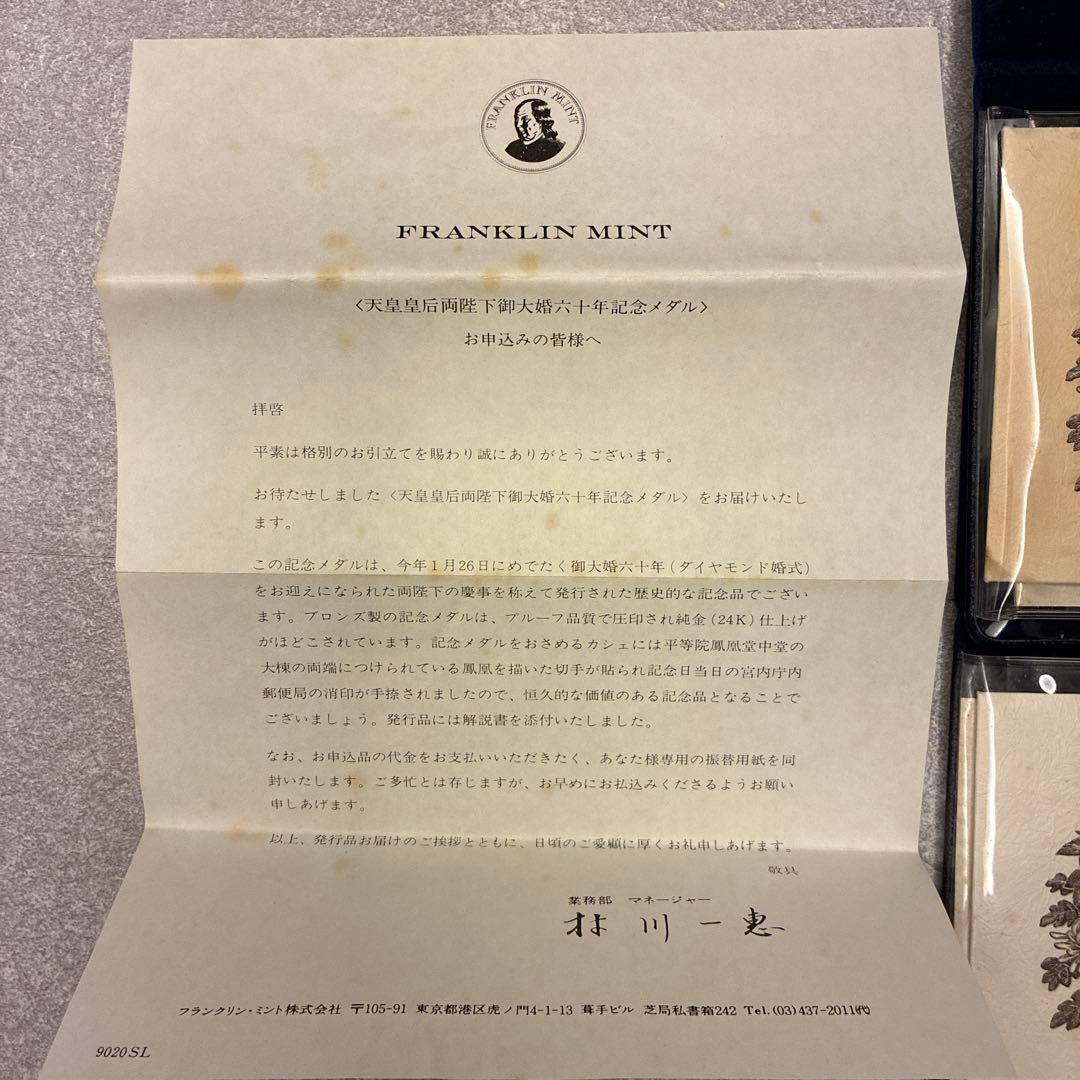 FRANKLIN MINT
FRANKLIN MINT
〈天皇皇后両陛下御大婚六十年記念メダル〉
お申込みの皆様へ
拝啓
平素は格別のお引立てを賜わり誠にありがとうございます。
お待たせしました〈天皇皇后両陛下御大婚六十年記念メダル〉をお届けいたし
ます。
この記念メダルは、今年1月26日にめでたく御大婚六十年(ダイヤモンド婚式)
をお迎えになられた両陛下の慶事を称えて発行された歴史的な記念品でござい
ます。ブロンズ製の記念メダルは、プルーフ品質で圧印され純金(24K)仕上げ
がほどこされています。記念メダルをおさめるカシェには平等院鳳凰堂中堂の
大棟の両端につけられている鳳凰を描いた切手が貼られ記念日当日の宮内庁内
郵便局の消印が手捺されましたので、恒久的な価値のある記念品となることで
ございましょう。発行品には解説書を添付いたしました。
なお、お申込品の代金をお支払いいただきたく、あなた様専用の振替用紙を同
封いたします。ご多忙とは存じますが、お早めにお払込みくださるようお願い
申しあげます。
以上、発行品お届けのご挨拶とともに、日頃のご愛顧に厚くお礼申しあげます。
敬具
業務部 マネージャー
川一恵
フランクリン・ミント株式会社 〒105-91 東京都港区虎ノ門4-1-13 葺手ビル 芝局私書箱242 Tel.(03)437-2011㈹
9020SL